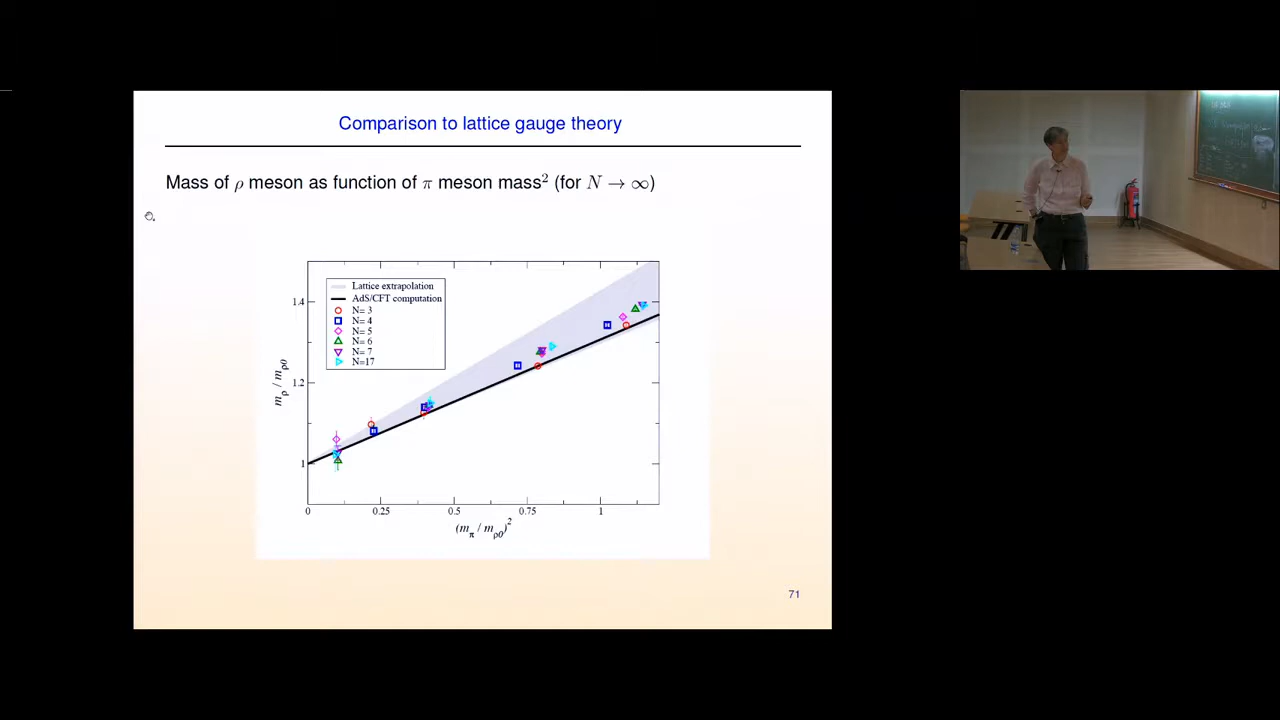 Comparison to lattice gauge theory
Mass of ρ meson as function of π meson mass² (for N → ∞)
Lattice extrapolation
AdS/CFT computation
N= 3
N= 4
N= 5
N= 6
N= 7
N=17
1.4
1.2
1
m_ρ / m_ρ0
0 0.25 0.5 0.75 1
(m_π / m_ρ0)²
71